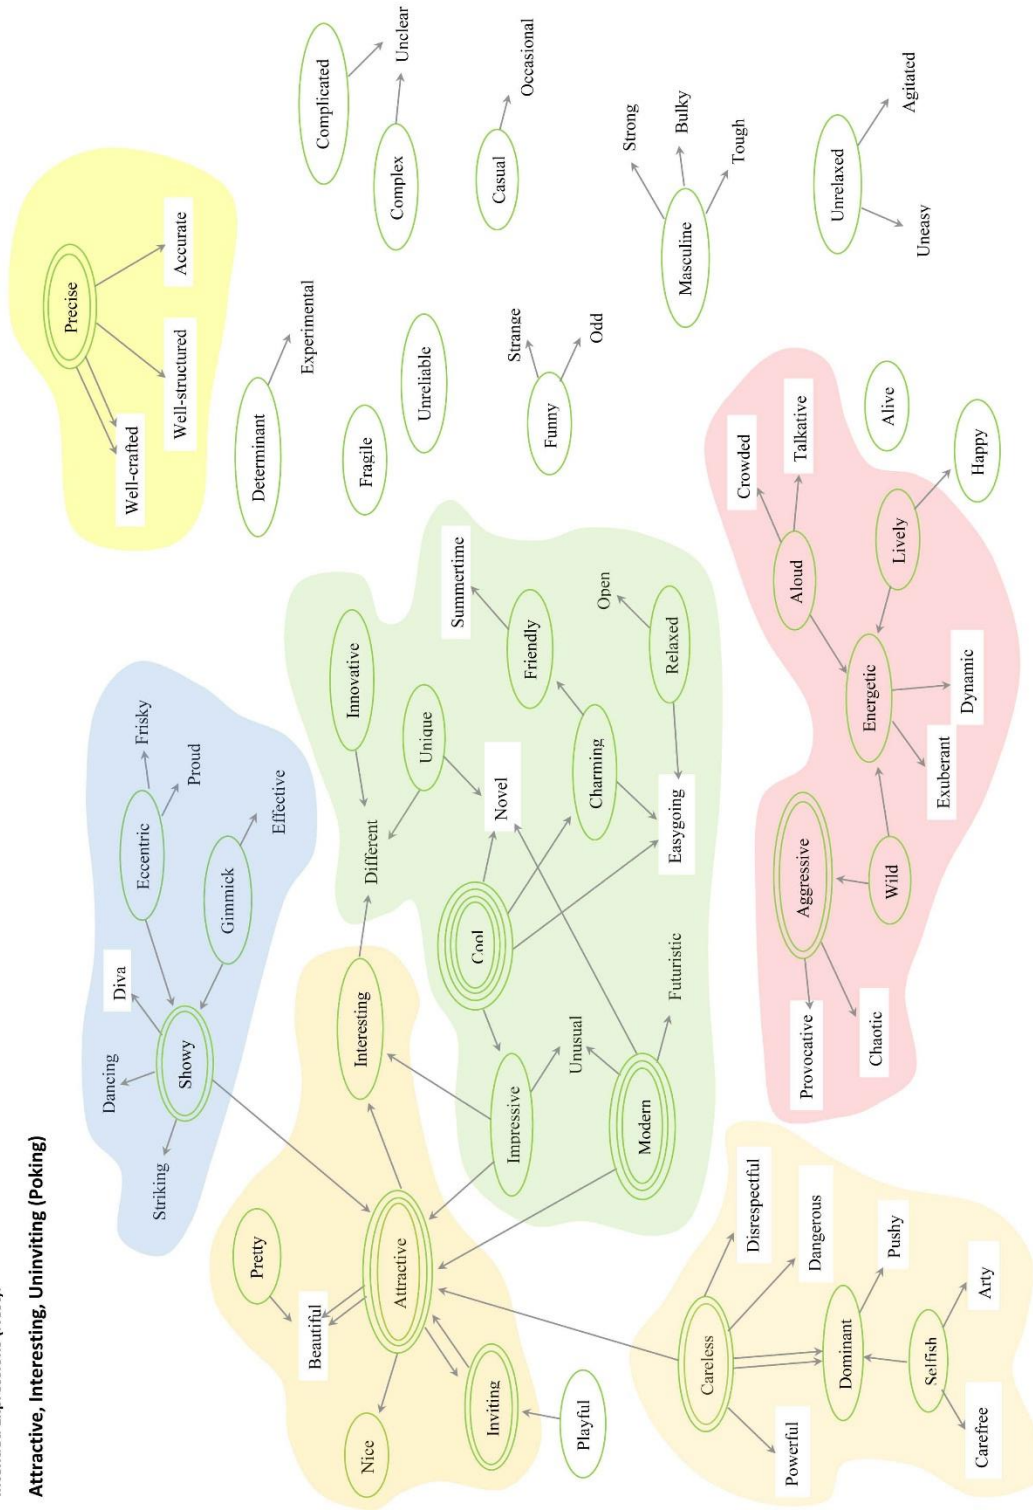 Attractive, Interesting, Uninviting (Poking)
Striking
Dancing
Diva
Showy
Eccentric
Frisky
Proud
Gimmick
Effective
Precise
Well-crafted
Well-structured
Accurate
Pretty
Beautiful
Nice
Attractive
Interesting
Inviting
Playful
Innovative
Different
Unique
Novel
Cool
Impressive
Unusual
Modern
Futuristic
Charming
Friendly
Summertime
Easygoing
Relaxed
Open
Determinant
Experimental
Fragile
Unreliable
Funny
Strange
Odd
Complicated
Complex
Unclear
Casual
Occasional
Masculine
Strong
Bulky
Tough
Unrelaxed
Uneasy
Agitated
Careless
Disrespectful
Dangerous
Powerful
Dominant
Pushy
Selfish
Carefree
Arty
Aggressive
Provocative
Chaotic
Wild
Energetic
Exuberant
Dynamic
Aloud
Crowded
Talkative
Lively
Alive
Happy